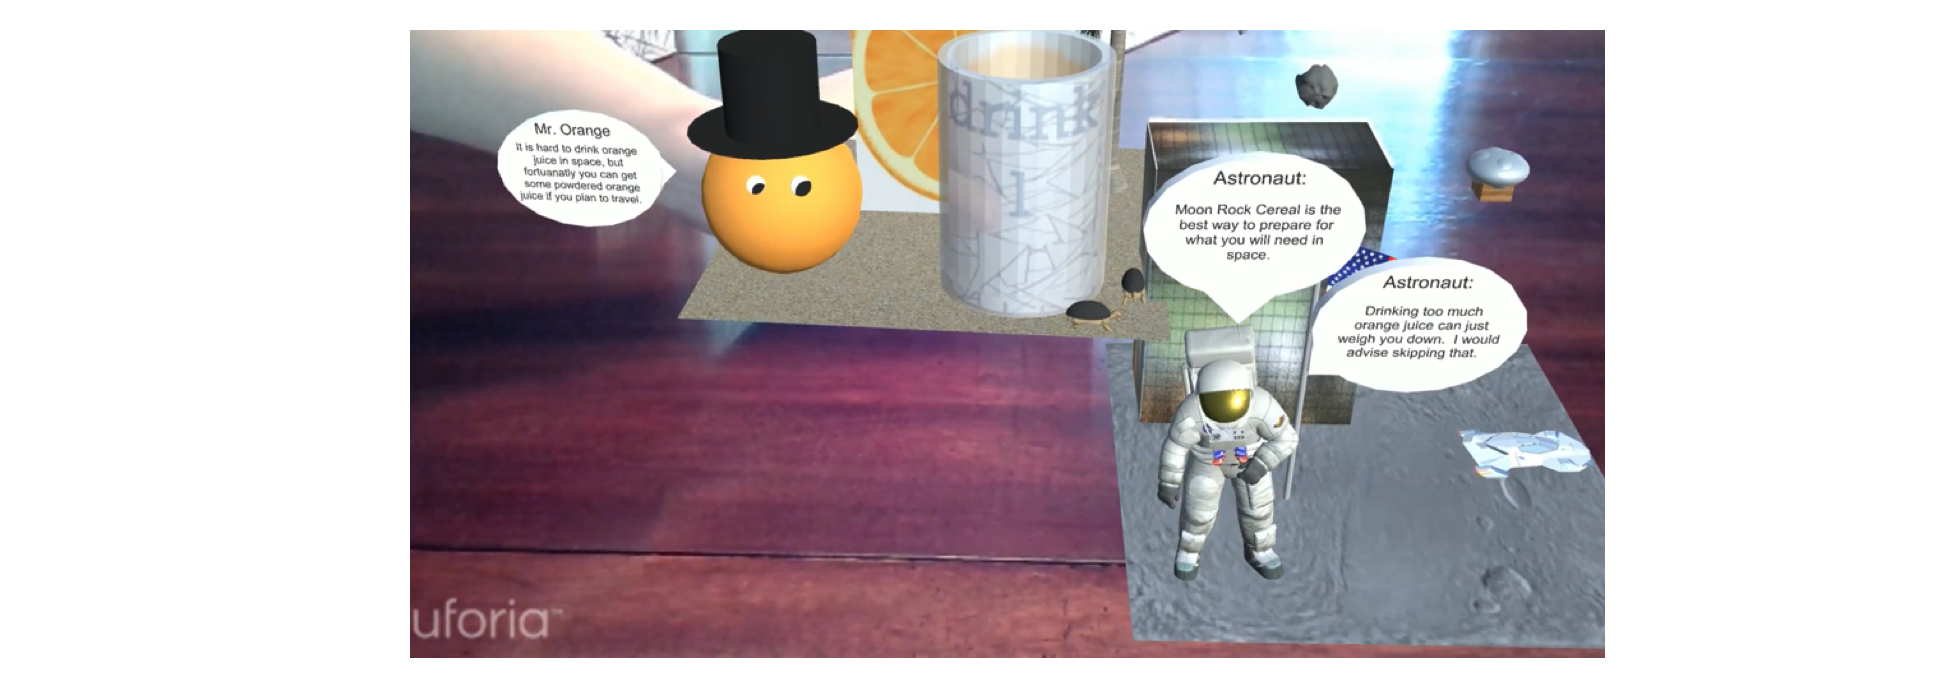 Mr. Orange
It is hard to drink orange
juice in space, but
fortuanatly you can get
some powdered orange
juice if you plan to travel.
drink
1
Astronaut:
Moon Rock Cereal is the
best way to prepare for
what you will need in
space.
Astronaut:
Drinking too much
orange juice can just
weigh you down. I would
advise skipping that.
uforia™